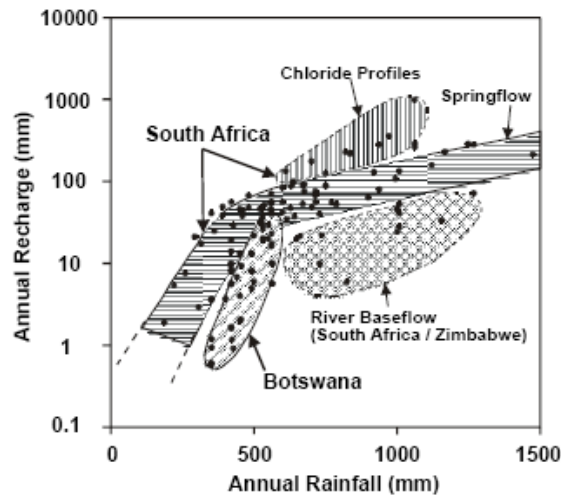 10000
1000
100
10
1
0.1
Annual Recharge (mm)
Chloride Profiles
Springflow
South Africa
River Baseflow
(South Africa / Zimbabwe)
Botswana
0
500
1000
1500
Annual Rainfall (mm)